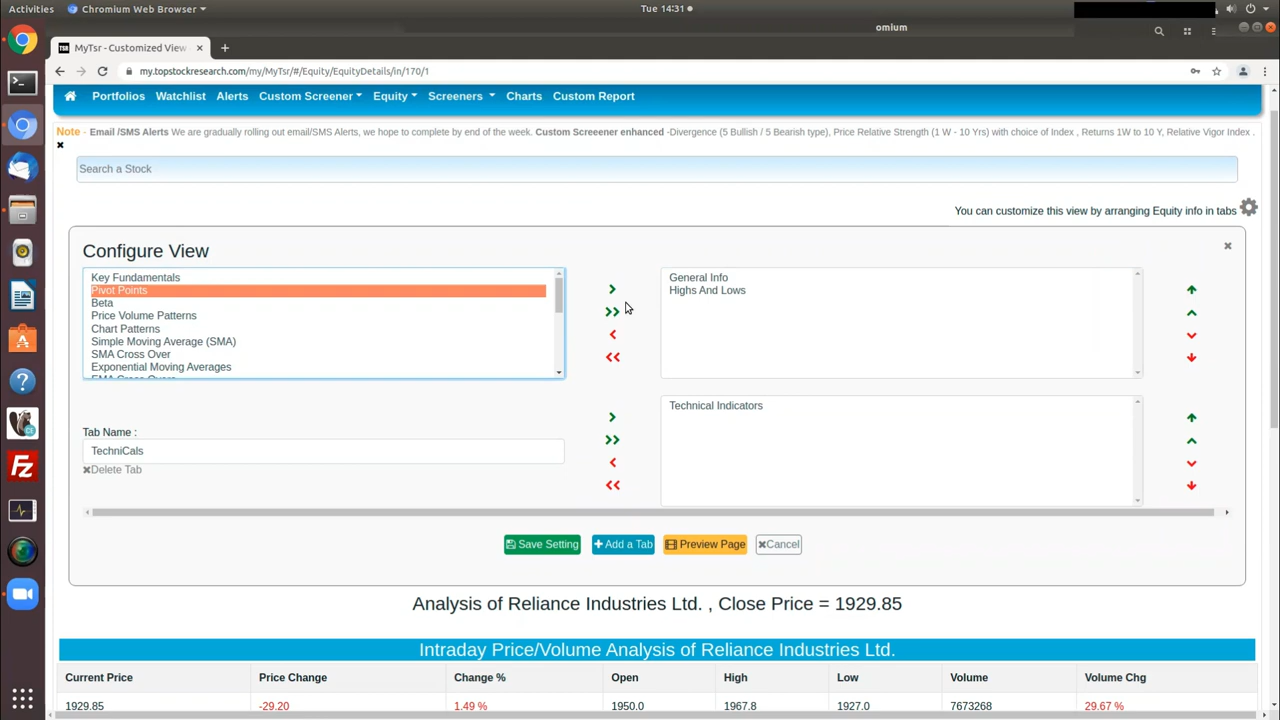 Activities
Chromium Web Browser
Tue 14:31
omium
TSR
MyTsr - Customized View
my.topstockresearch.com/my/MyTsr/#/Equity/EquityDetails/in/170/1
Portfolios Watchlist Alerts Custom Screener Equity Screeners Charts Custom Report
Note - Email /SMS Alerts We are gradually rolling out email/SMS Alerts, we hope to complete by end of the week. Custom Screeener enhanced -Divergence (5 Bullish / 5 Bearish type), Price Relative Strength (1 W - 10 Yrs) with choice of Index , Returns 1W to 10 Y, Relative Vigor Index .
Search a Stock
You can customize this view by arranging Equity info in tabs
Configure View
Key Fundamentals
Pivot Points
Beta
Price Volume Patterns
Chart Patterns
Simple Moving Average (SMA)
SMA Cross Over
Exponential Moving Averages
General Info
Highs And Lows
Technical Indicators
Tab Name :
TechniCals
Delete Tab
Save Setting
Add a Tab
Preview Page
Cancel
Analysis of Reliance Industries Ltd. , Close Price = 1929.85
Intraday Price/Volume Analysis of Reliance Industries Ltd.
Current Price Price Change Change % Open High Low Volume Volume Chg
1929.85 -29.20 1.49 % 1950.0 1967.8 1927.0 7673268 29.67 %